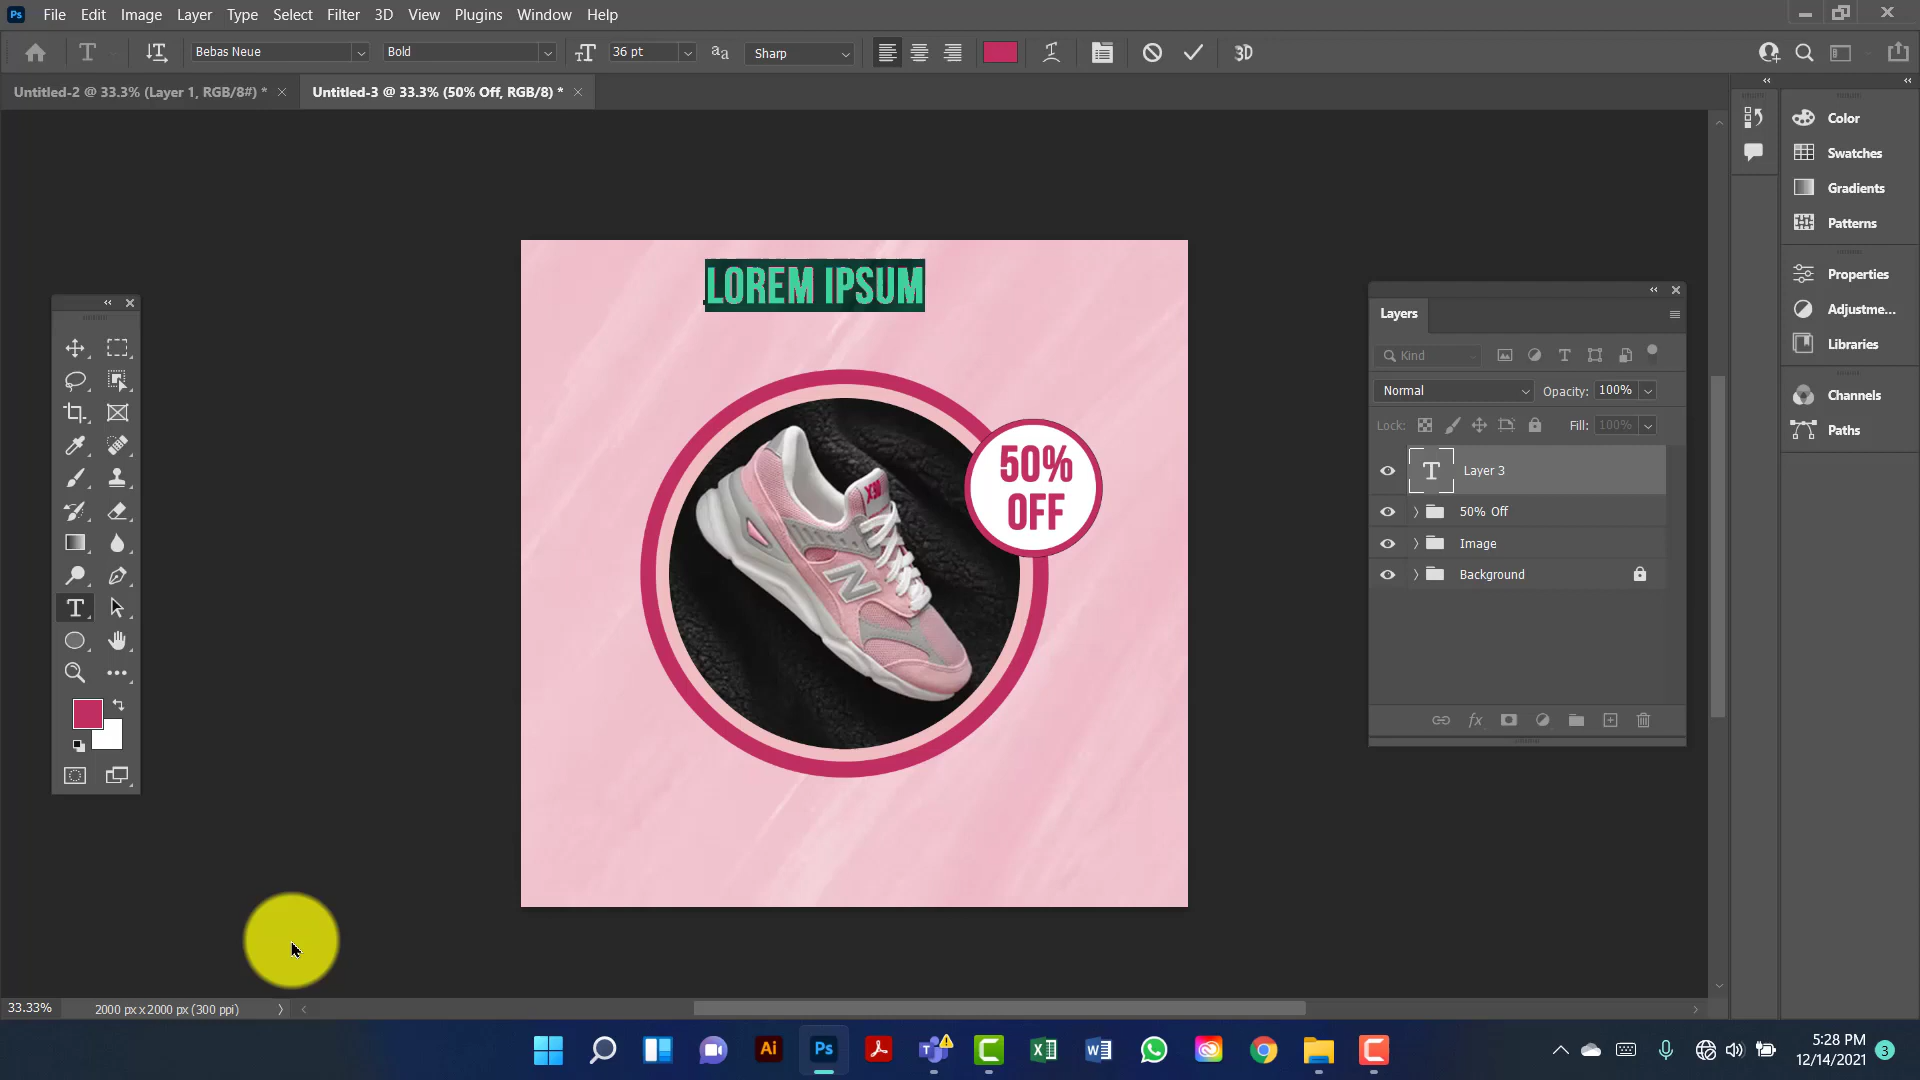 File Edit Image Layer Type Select Filter 3D View Plugins Window Help
Bebas Neue Bold 36 pt Sharp 3D
Untitled-2 @ 33.3% (Layer 1, RGB/8#) * Untitled-3 @ 33.3% (50% Off, RGB/8) *
Color
Swatches
Gradients
Patterns
Properties
Adjustme...
Libraries
Channels
Paths
LOREM IPSUM
50%
OFF
X90
N
Layers
Kind
Normal Opacity: 100%
Lock: Fill: 100%
Layer 3
50% Off
Image
Background
33.33% 2000 px x 2000 px (300 ppi)
5:28 PM
12/14/2021 3